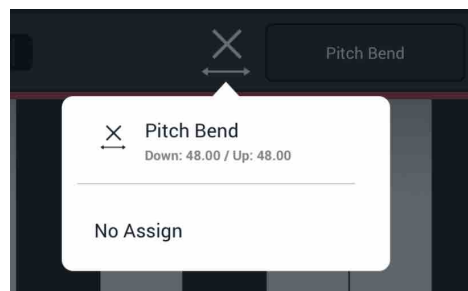 Pitch Bend
Pitch Bend
Down: 48.00 / Up: 48.00
No Assign